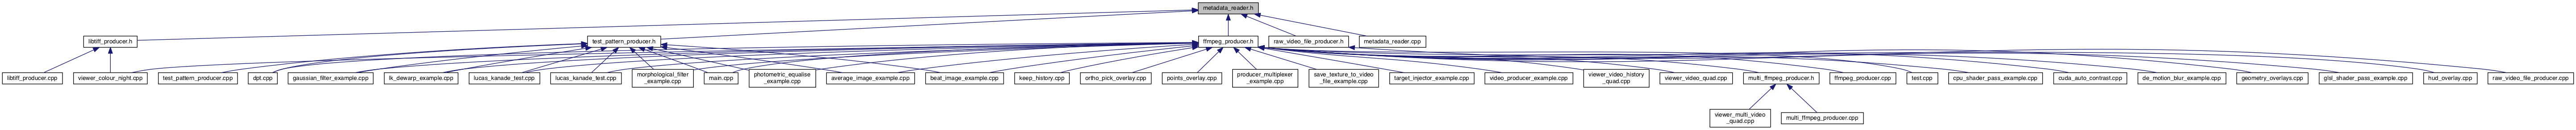 metadata_reader.h
libtiff_producer.h
test_pattern_producer.h
ffmpeg_producer.h
raw_video_file_producer.h
metadata_reader.cpp
libtiff_producer.cpp
viewer_colour_right.cpp
test_pattern_producer.cpp
dpt.cpp
gaussian_filter_example.cpp
lk_dewarp_example.cpp
lucas_kanade_test.cpp
lucas_kanade_test.cpp
morphological_filter
_example.cpp
main.cpp
photometric_equalise
_example.cpp
average_image_example.cpp
beat_image_example.cpp
keep_history.cpp
ortho_pick_overlay.cpp
points_overlay.cpp
producer_multiplexer
_example.cpp
save_texture_to_video
_file_example.cpp
target_injector_example.cpp
video_producer_example.cpp
viewer_video_history
_quad.cpp
viewer_video_quad.cpp
multi_ffmpeg_producer.h
ffmpeg_producer.cpp
test.cpp
cpu_shader_pass_example.cpp
cuda_auto_contrast.cpp
de_motion_blur_example.cpp
geometry_overlays.cpp
glsl_shader_pass_example.cpp
hud_overlay.cpp
raw_video_file_producer.cpp
viewer_multi_video
_quad.cpp
multi_ffmpeg_producer.cpp